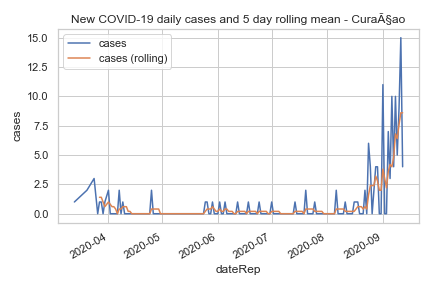 New COVID-19 daily cases and 5 day rolling mean - CuraÃ§ao
cases
cases (rolling)
15.0
12.5
10.0
7.5
5.0
2.5
0.0
cases
2020-04
2020-05
2020-06
2020-07
2020-08
2020-09
dateRep